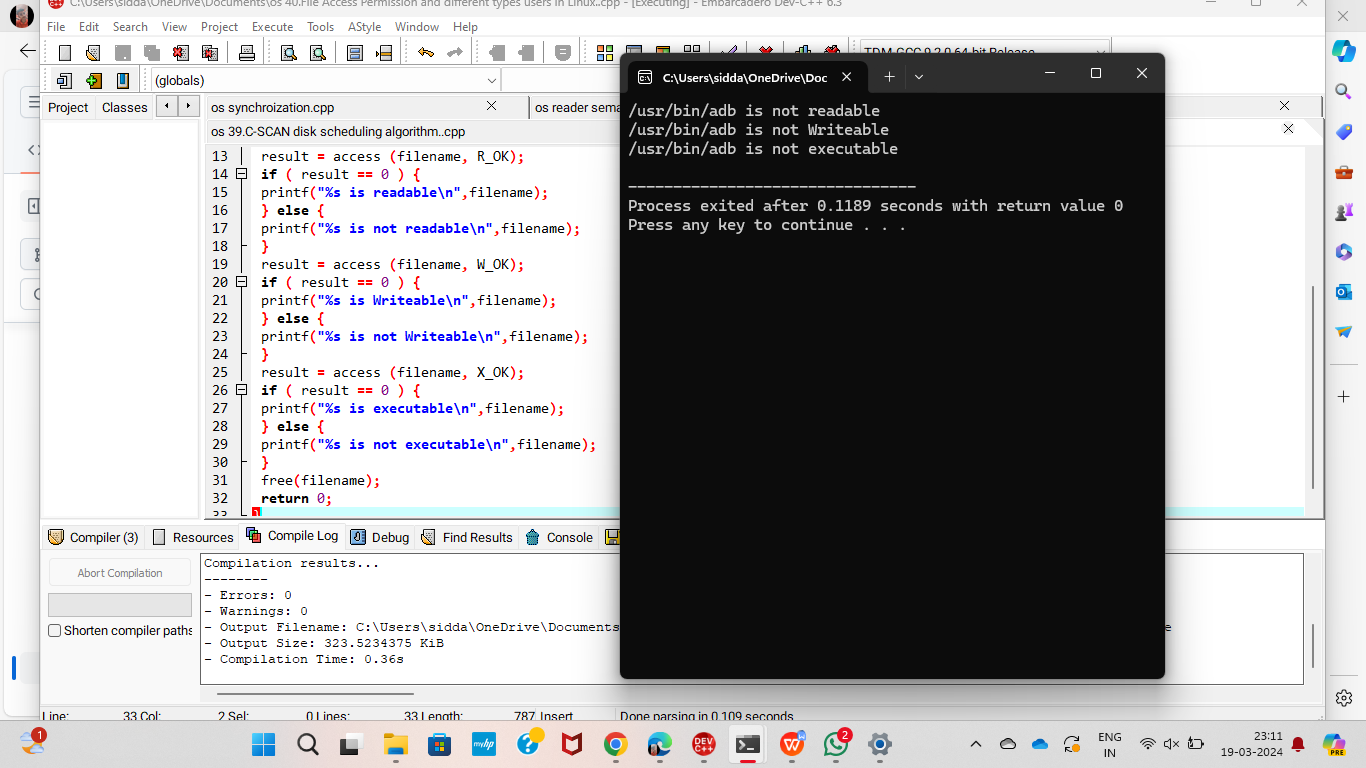 C:\Users\sidda\OneDrive\Documents\os 40.File Access Permission and different types users in Linux..cpp - [Executing] - Embarcadero Dev-C++ 6.3
File Edit Search View Project Execute Tools AStyle Window Help
TDM-GCC 9.2.0 64-bit Release
(globals)
Project Classes
os synchroization.cpp
os reader sema
os 39.C-SCAN disk scheduling algorithm..cpp
13 result = access (filename, R_OK);
14 if ( result == 0 ) {
15 printf("%s is readable\n",filename);
16 } else {
17 printf("%s is not readable\n",filename);
18 }
19 result = access (filename, W_OK);
20 if ( result == 0 ) {
21 printf("%s is Writeable\n",filename);
22 } else {
23 printf("%s is not Writeable\n",filename);
24 }
25 result = access (filename, X_OK);
26 if ( result == 0 ) {
27 printf("%s is executable\n",filename);
28 } else {
29 printf("%s is not executable\n",filename);
30 }
31 free(filename);
32 return 0;
33 }
C:\Users\sidda\OneDrive\Doc
/usr/bin/adb is not readable
/usr/bin/adb is not Writeable
/usr/bin/adb is not executable
--------------------------------
Process exited after 0.1189 seconds with return value 0
Press any key to continue . . .
Compiler (3) Resources Compile Log Debug Find Results Console
Abort Compilation
Shorten compiler paths
Compilation results...
--------
- Errors: 0
- Warnings: 0
- Output Filename: C:\Users\sidda\OneDrive\Documents
- Output Size: 323.5234375 KiB
- Compilation Time: 0.36s
Line: 33 Col: 2 Sel: 0 Lines: 33 Length: 787 Insert Done parsing in 0.109 seconds
1
myhp
DEV C++
2
ENG
IN
23:11
19-03-2024
PRE